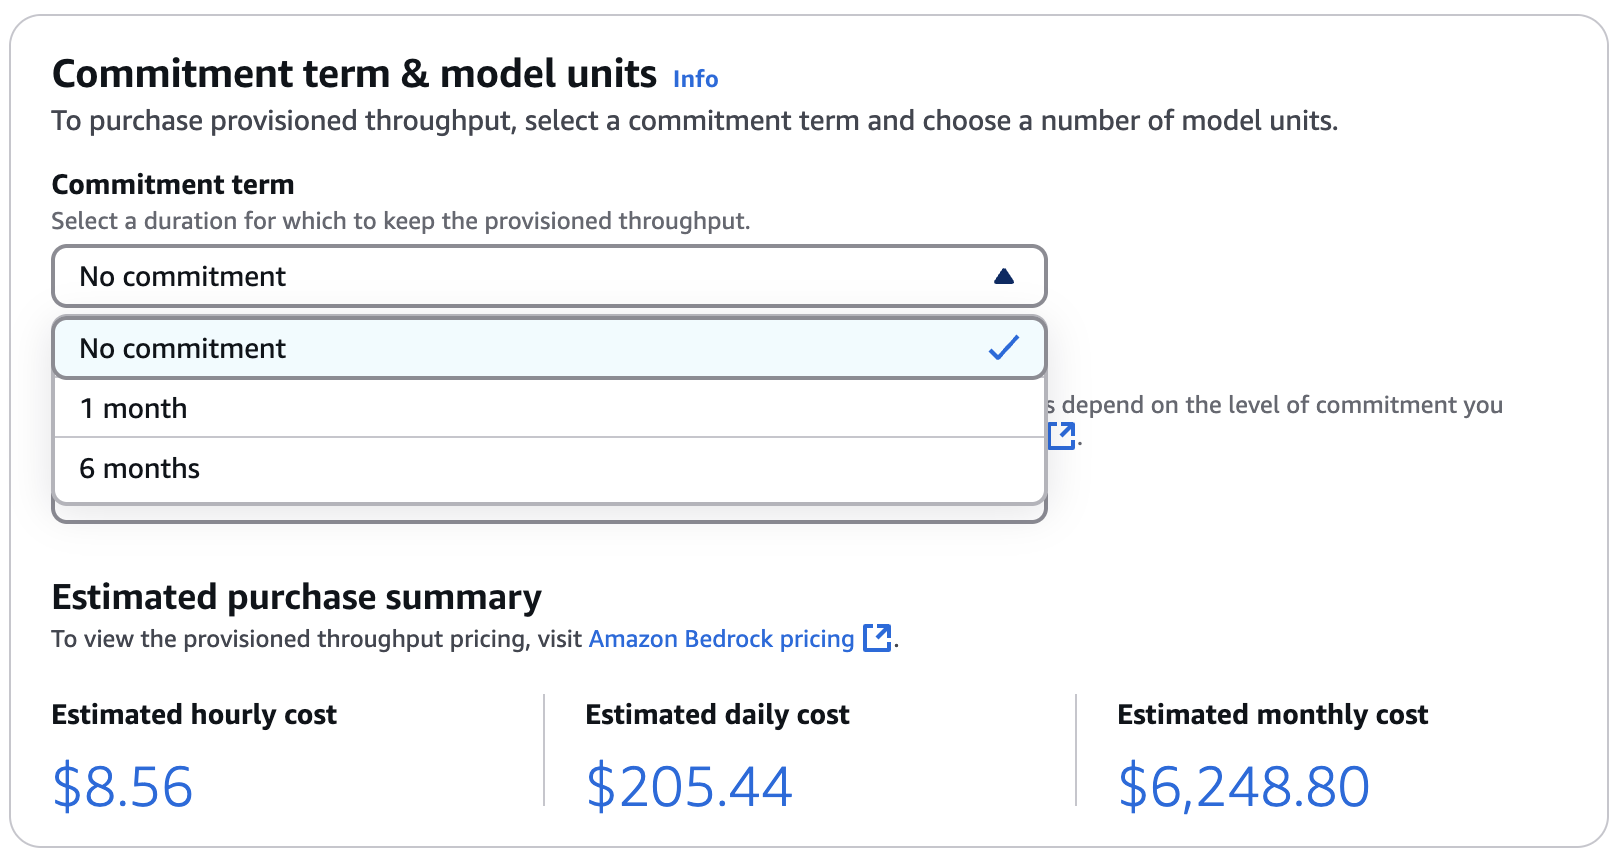 Commitment term & model units Info
To purchase provisioned throughput, select a commitment term and choose a number of model units.
Commitment term
Select a duration for which to keep the provisioned throughput.
No commitment
No commitment
1 month
depend on the level of commitment you
.
6 months
Estimated purchase summary
To view the provisioned throughput pricing, visit Amazon Bedrock pricing.
Estimated hourly cost
$8.56
Estimated daily cost
$205.44
Estimated monthly cost
$6,248.80